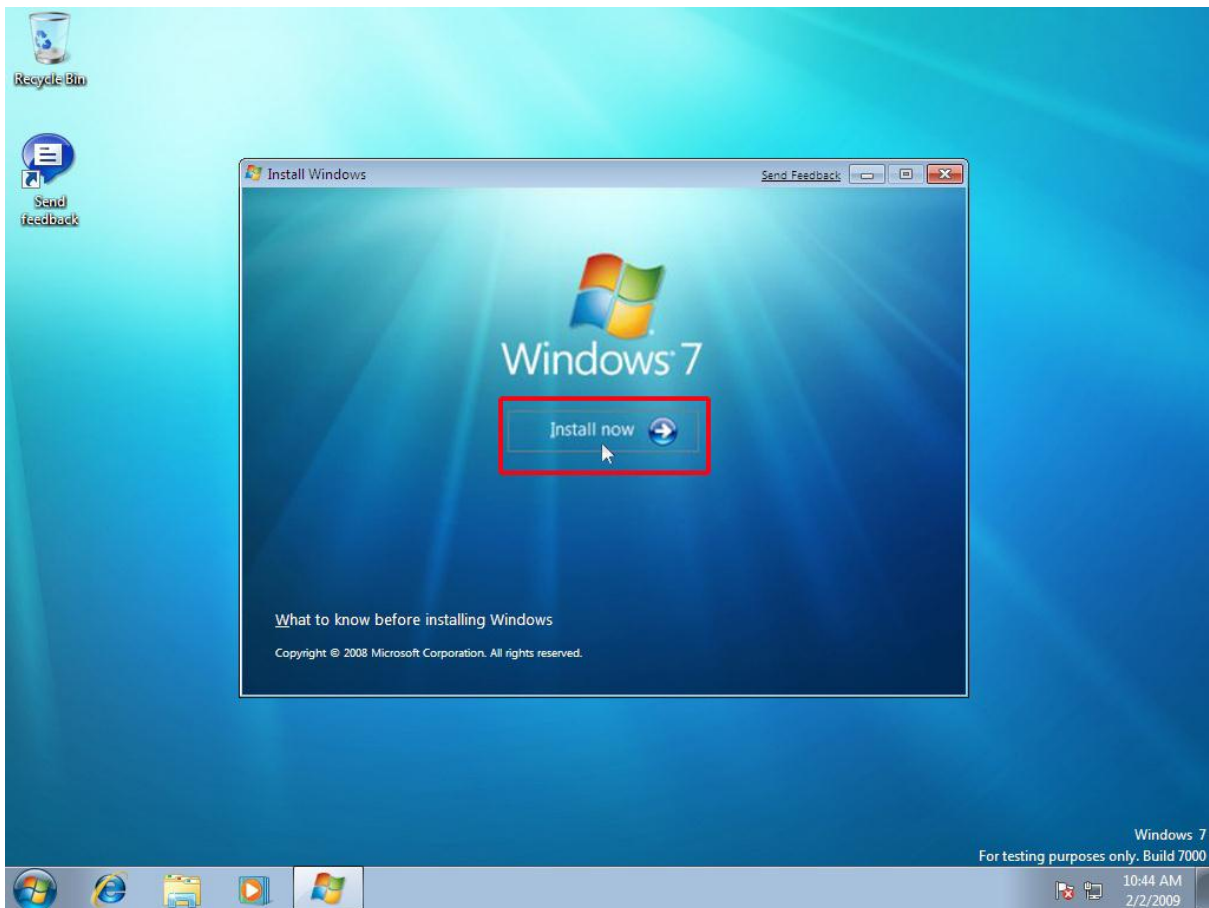 Recycle Bin
Send
feedback
Install Windows
Send Feedback
Windows 7
Install now
What to know before installing Windows
Copyright © 2008 Microsoft Corporation. All rights reserved.
Windows 7
For testing purposes only. Build 7000
10:44 AM
2/2/2009